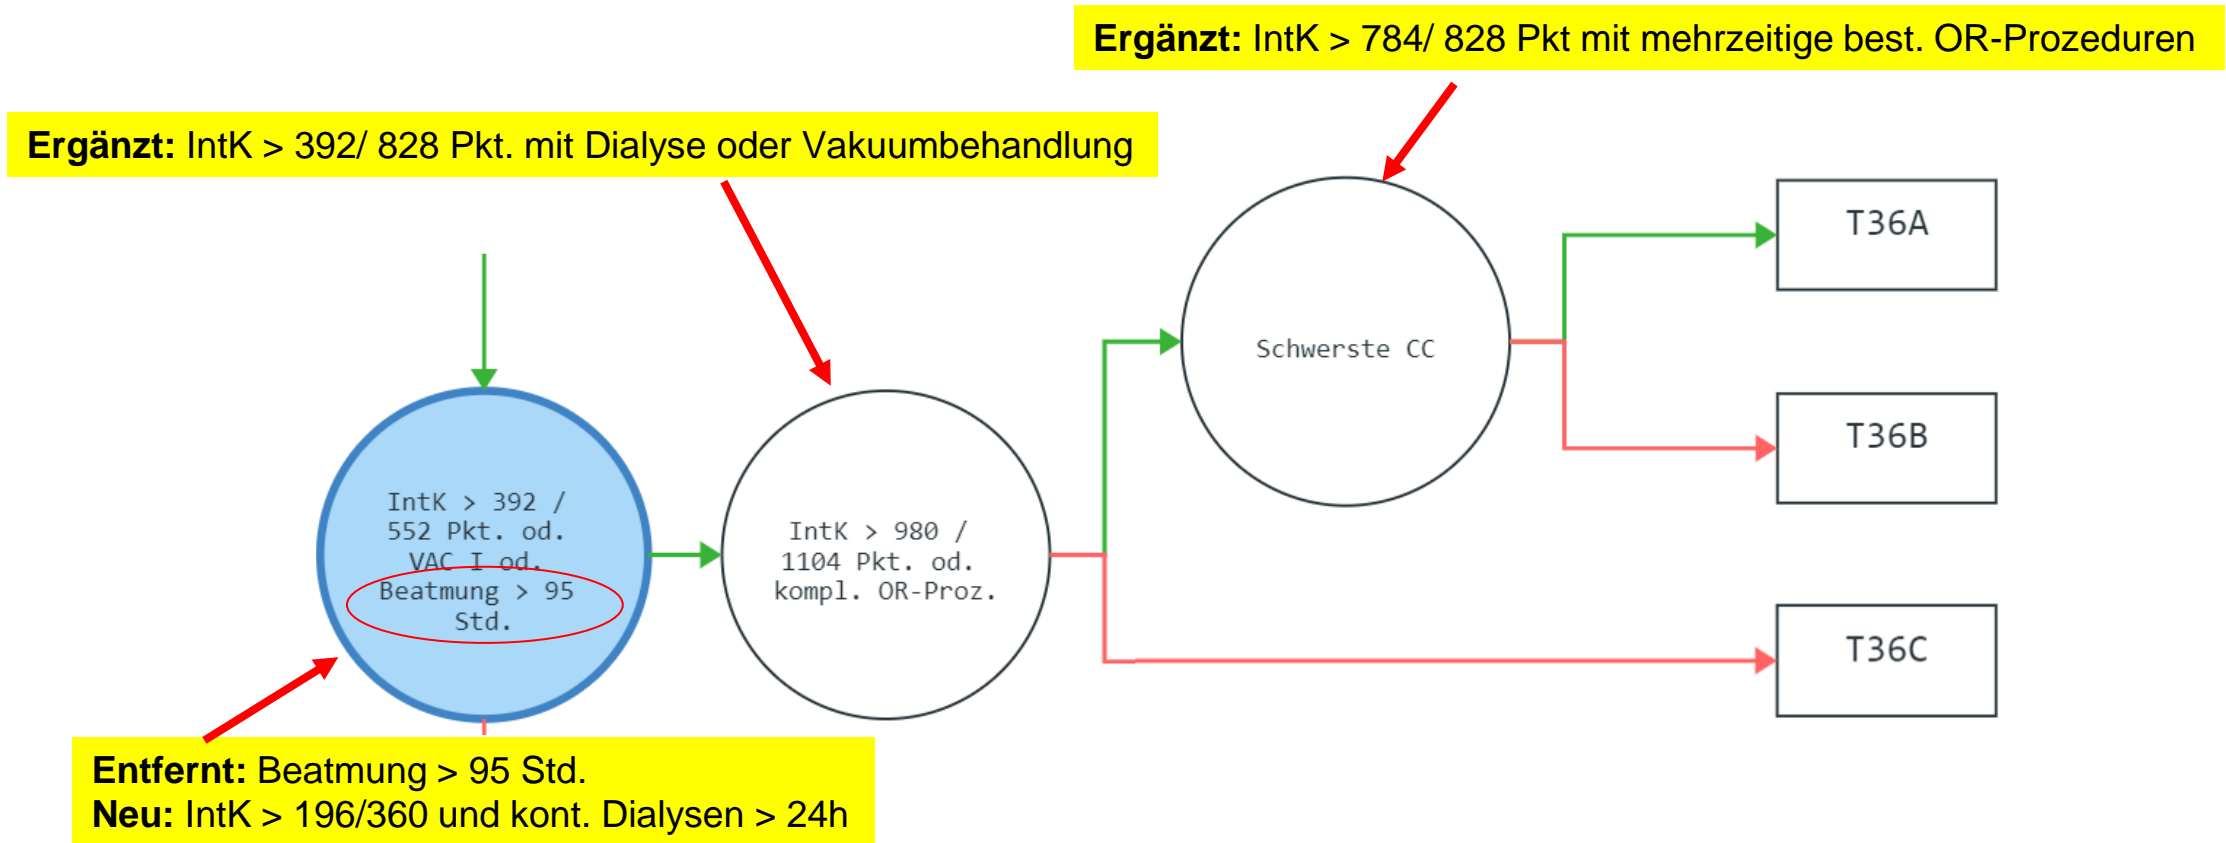 Ergänzt: IntK > 784/ 828 Pkt mit mehrzeitige best. OR-Prozeduren
Ergänzt: IntK > 392/ 828 Pkt. mit Dialyse oder Vakuumbehandlung
T36A
Schwerste CC
T36B
IntK > 392 /
552 Pkt. od.
VAC I od.
Beatmung > 95
Std.
IntK > 980 /
1104 Pkt. od.
kompl. OR-Proz.
T36C
Entfernt: Beatmung > 95 Std.
Neu: IntK > 196/360 und kont. Dialysen > 24h